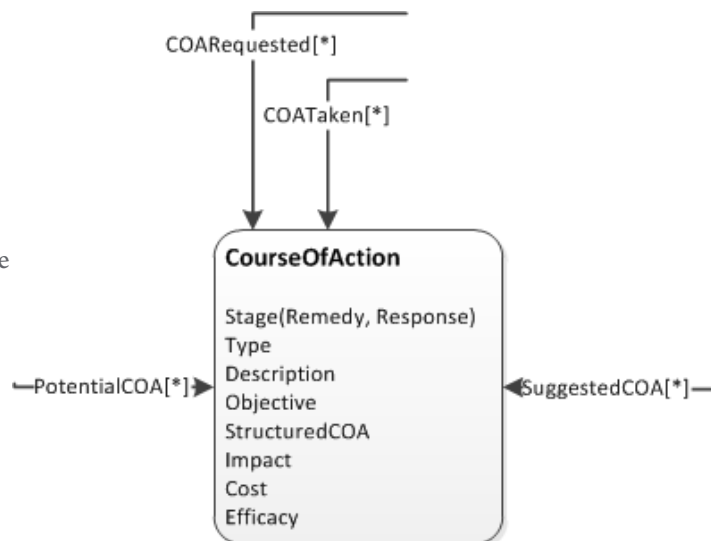 COARequested[*]
COATaken[*]
e
CourseOfAction
Stage(Remedy, Response)
Type
Description
Objective
StructuredCOA
Impact
Cost
Efficacy
PotentialCOA[*]
SuggestedCOA[*]